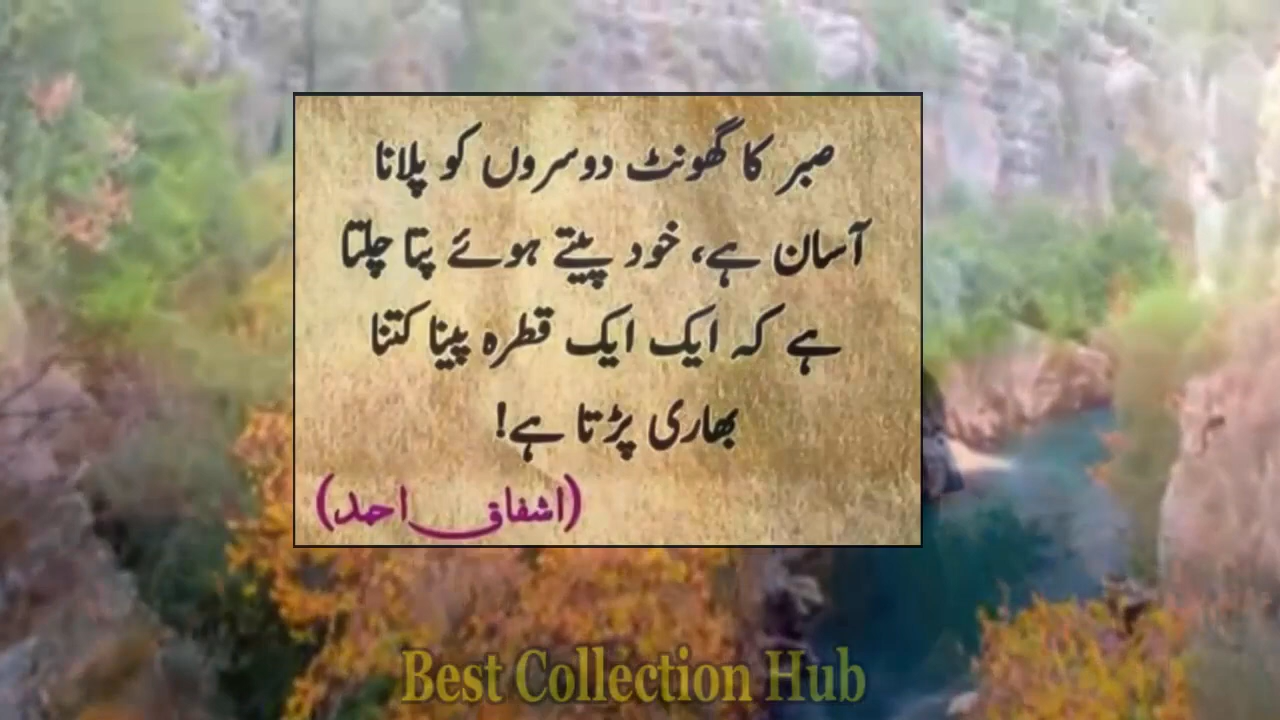 صبر کا گھونٹ دوسروں کو پلانا
آسان ہے، خود پیتے ہوئے پتا چلتا
ہے کہ ایک ایک قطرہ پینا کتنا
بھاری پڑتا ہے!
(اشفاق احمد)
Best Collection Hub